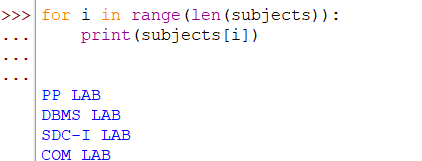 >>> for i in range(len(subjects)):
...     print(subjects[i])
...
...
PP LAB
DBMS LAB
SDC-I LAB
COM LAB